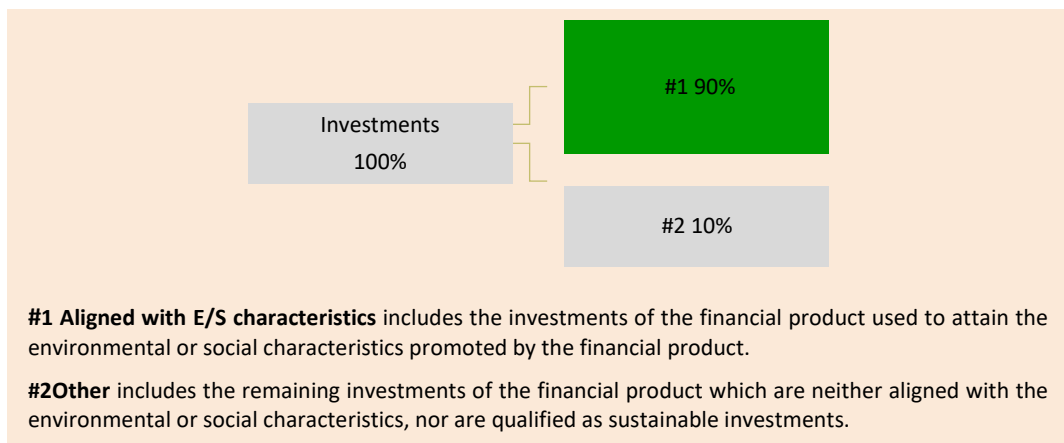 #1 90%
Investments
100%
#2 10%
#1 Aligned with E/S characteristics includes the investments of the financial product used to attain the
environmental or social characteristics promoted by the financial product.
#2Other includes the remaining investments of the financial product which are neither aligned with the
environmental or social characteristics, nor are qualified as sustainable investments.